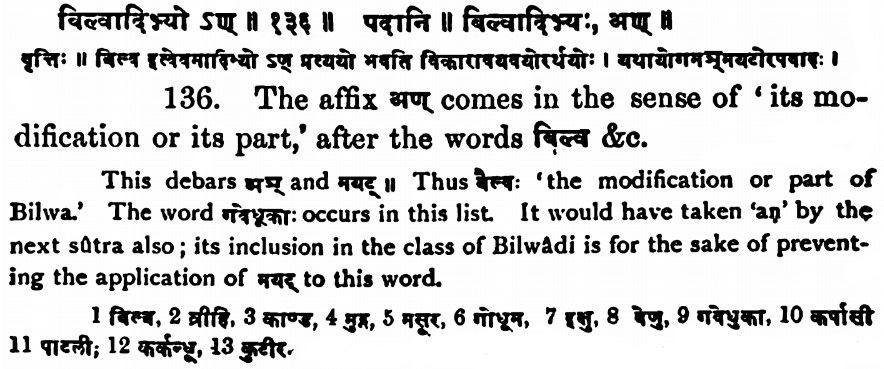 बिल्वादिभ्यो ऽण् ॥ १३६ ॥ पदानि ॥ बिल्वादिभ्यः, अण् ॥
वृत्तिः ॥ बिल्व इत्येवमादिभ्यो ऽण् प्रत्ययो भवति विकारावयवयोरर्थयोः । यथायोगमञ्मयटोरपवादः ।
136. The affix अण् comes in the sense of ‘ its mo-
dification or its part,’ after the words बिल्व &c.
This debars अञ् and मयट् ॥ Thus बैल्वः ‘the modification or part of
Bilwa.’ The word गवेधूकाः occurs in this list. It would have taken ‘aṇ’ by the
next sûtra also; its inclusion in the class of Bilwâdi is for the sake of prevent-
ing the application of मयट् to this word.
1 बिल्व, 2 व्रीहि, 3 काण्ड, 4 मुद्ग, 5 मसूर, 6 गोधूम, 7 इक्षु, 8 वेणु, 9 गवेधुका, 10 कर्पासी
11 पाटली; 12 कर्कन्धू, 13 कुटीर.